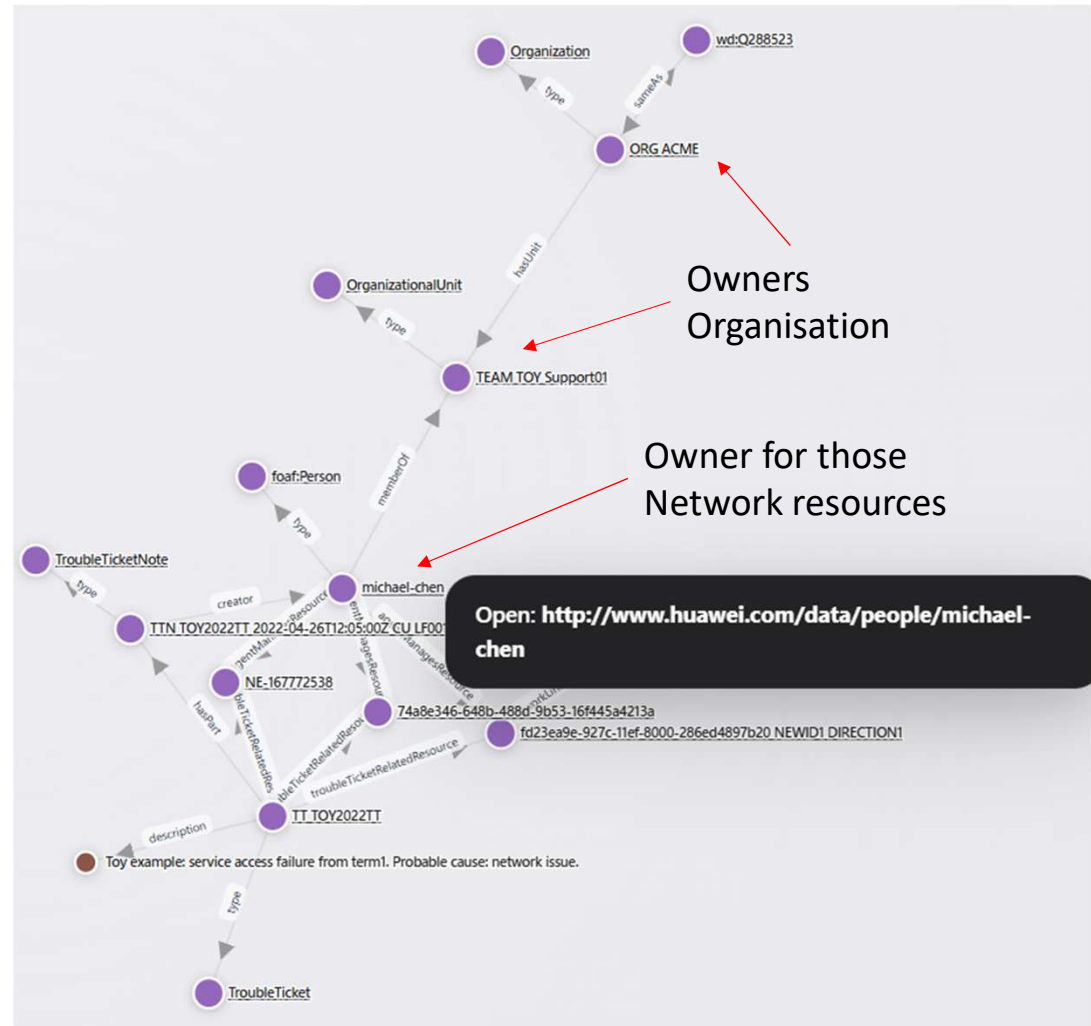 Organization
wd:Q288523
type
sameAs
ORG ACME
hasUnit
Owners
Organisation
OrganizationalUnit
type
TEAM TOY Support01
Owner for those
Network resources
memberOf
foaf:Person
type
TroubleTicketNote
type
michael-chen
creator
TTN TOY2022TT 2022-04-26T12:05:00Z CU LF001
Open: http://www.huawei.com/data/people/michael-
chen
NE-167772538
74a8e346-648b-488d-9b53-16f445a4213a
fd23ea9e-927c-11ef-8000-286ed4897b20 NEWID1 DIRECTION1
hasPart
troubleTicketRelatedResource
TT TOY2022TT
description
Toy example: service access failure from term1. Probable cause: network issue.
type
TroubleTicket